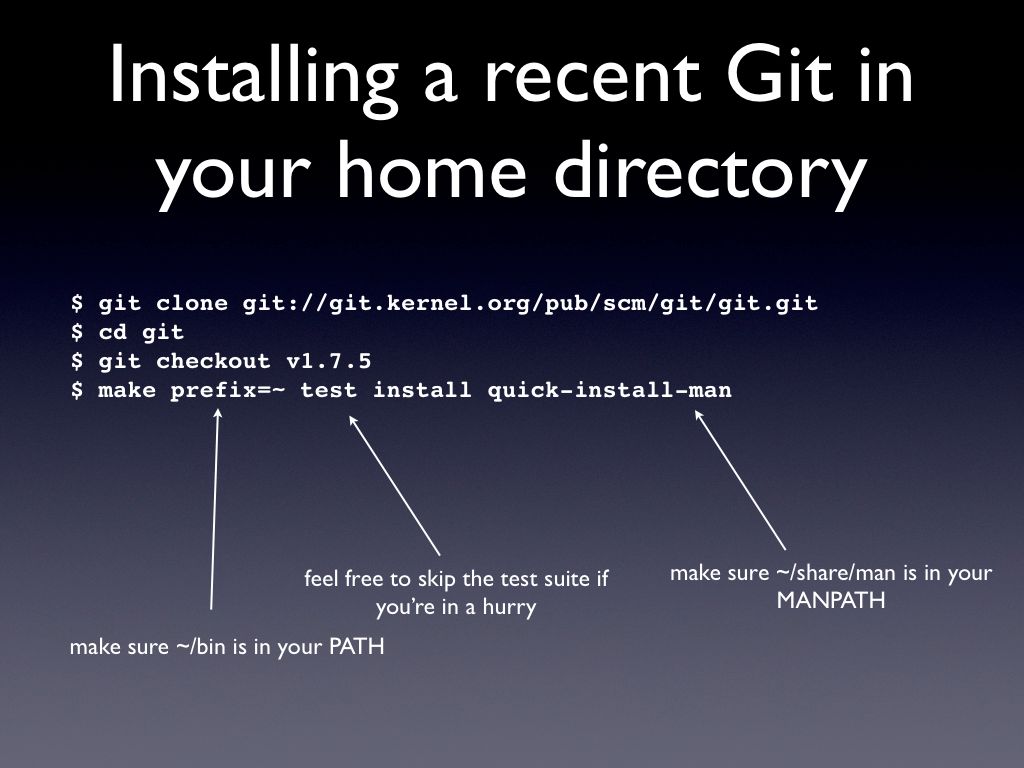 Installing a recent Git in
your home directory
$ git clone git://git.kernel.org/pub/scm/git/git.git
$ cd git
$ git checkout v1.7.5
$ make prefix=~ test install quick-install-man
feel free to skip the test suite if
you’re in a hurry
make sure ~/share/man is in your
MANPATH
make sure ~/bin is in your PATH